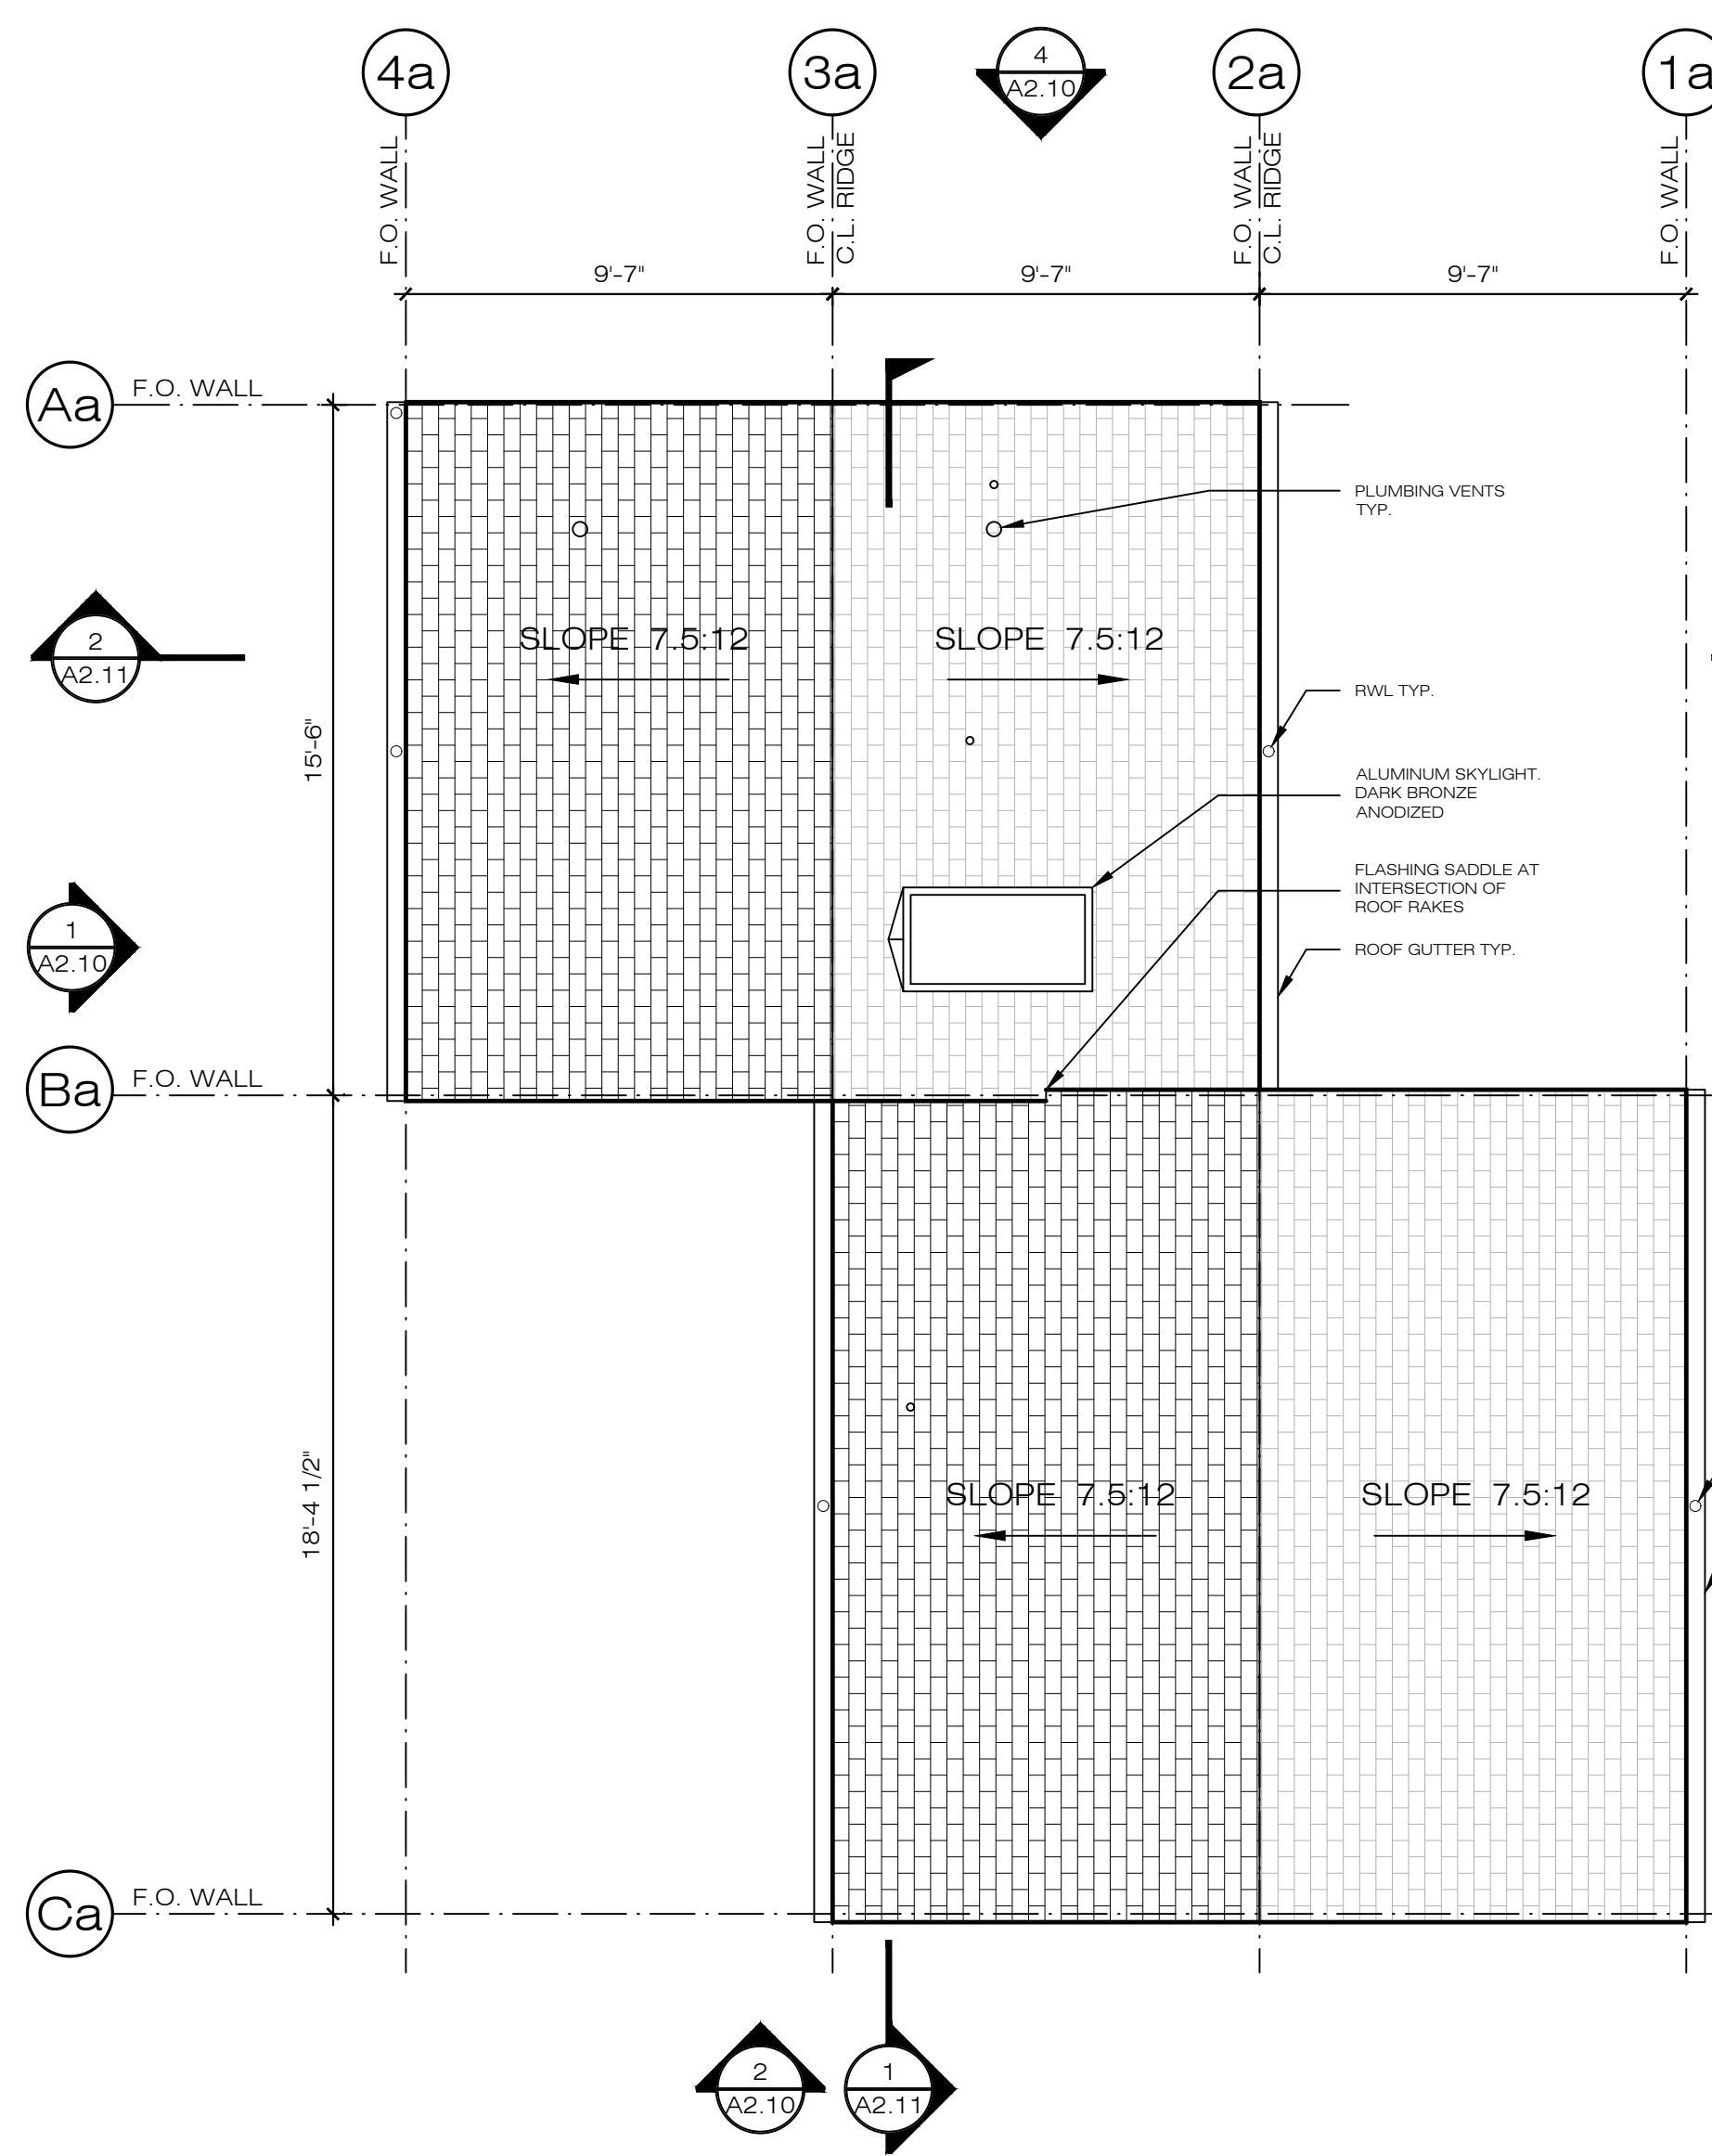 4a
3a
4
A2.10
2a
1a
F.O. WALL
F.O. WALL
C.L. RIDGE
F.O. WALL
C.L. RIDGE
F.O. WALL
9'-7"
9'-7"
9'-7"
Aa
F.O. WALL
PLUMBING VENTS
TYP.
2
A2.11
SLOPE 7.5:12
SLOPE 7.5:12
RWL TYP.
15'-6"
ALUMINUM SKYLIGHT.
DARK BRONZE
ANODIZED
FLASHING SADDLE AT
INTERSECTION OF
ROOF RAKES
1
A2.10
ROOF GUTTER TYP.
Ba
F.O. WALL
18'-4 1/2"
SLOPE 7.5:12
SLOPE 7.5:12
Ca
F.O. WALL
2
A2.10
1
A2.11